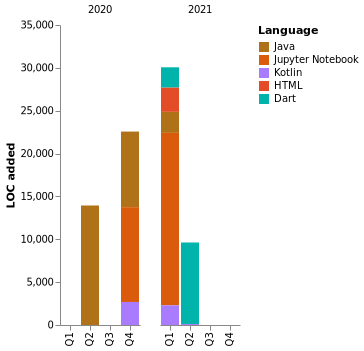 2020 2021
Language
Java
Jupyter Notebook
Kotlin
HTML
Dart
LOC added
35,000
30,000
25,000
20,000
15,000
10,000
5,000
0
Q1 Q2 Q3 Q4 Q1 Q2 Q3 Q4